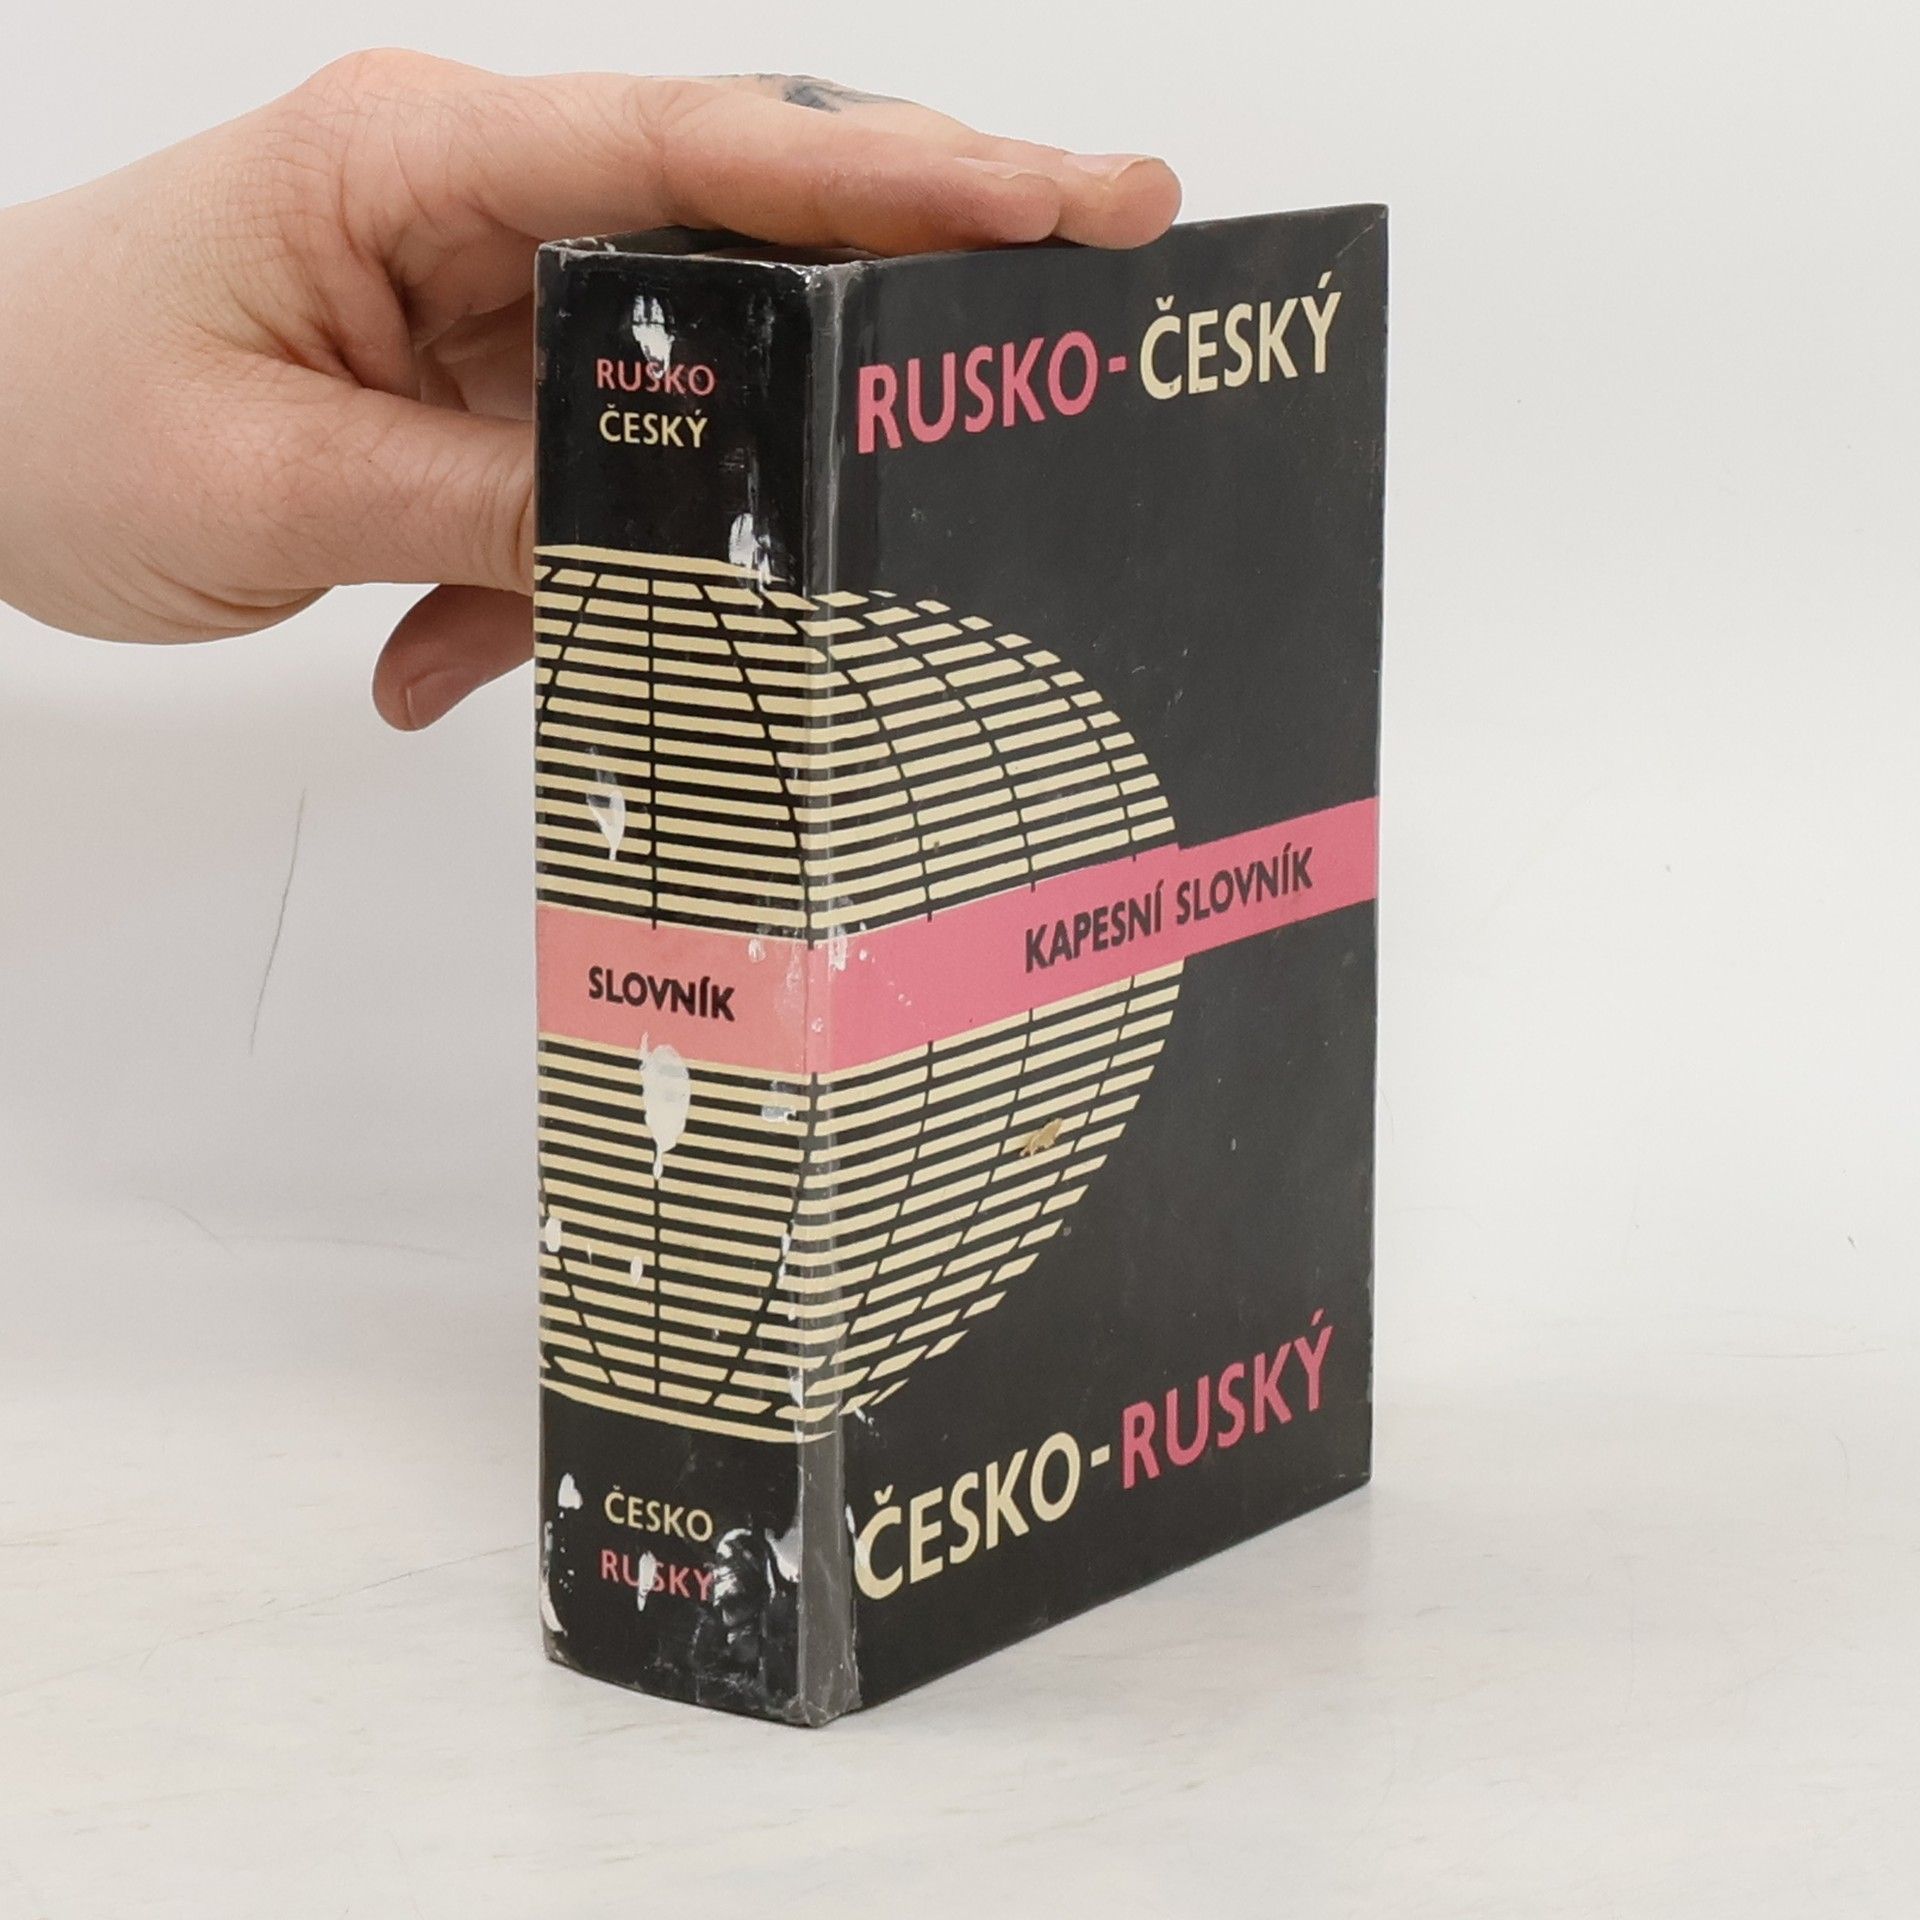 RUSKO
ČESKÝ
SLOVNÍK
ČESKO
RUSKÝ
RUSKO-ČESKÝ
KAPESNÍ SLOVNÍK
ČESKO-RUSKÝ